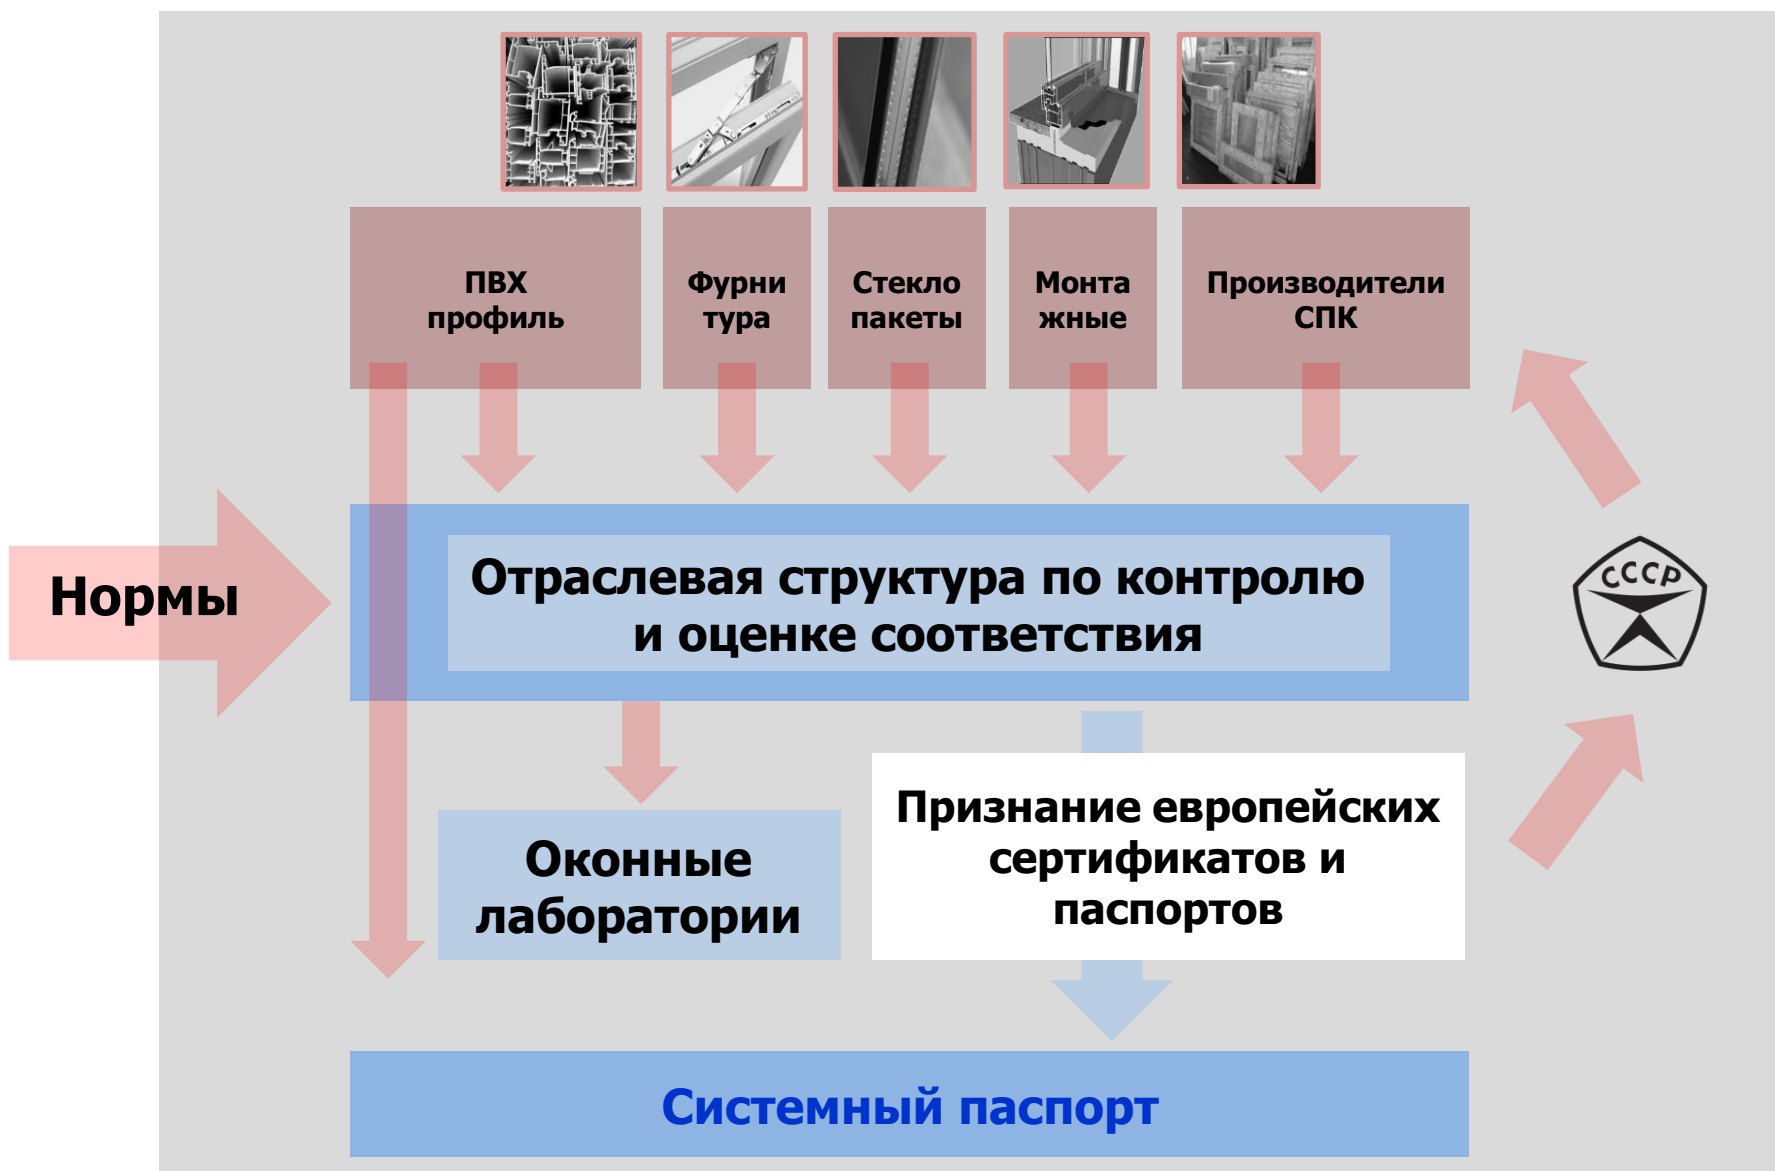 ПВХ
профиль
Фурни
тура
Стекло
пакеты
Монта
жные
Производители
СПК
Нормы
Отраслевая структура по контролю
и оценке соответствия
СССР
Оконные
лаборатории
Признание европейских
сертификатов и
паспортов
Системный паспорт